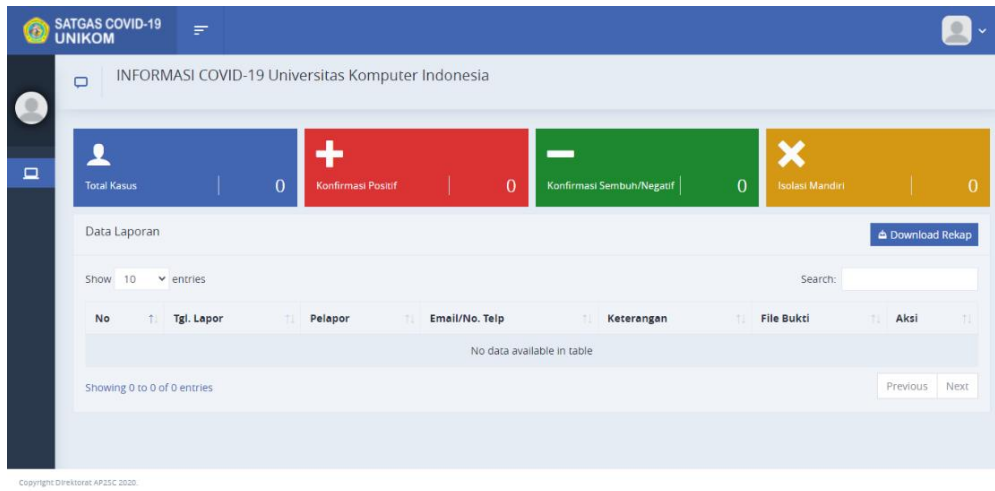 SATGAS COVID-19
UNIKOM
INFORMASI COVID-19 Universitas Komputer Indonesia
Total Kasus 0
Konfirmasi Positif 0
Konfirmasi Sembuh/Negatif 0
Isolasi Mandiri 0
Data Laporan
Download Rekap
Show 10 entries
Search:
No Tgl. Lapor Pelapor Email/No. Telp Keterangan File Bukti Aksi
No data available in table
Showing 0 to 0 of 0 entries
Previous Next
Copyright Direktorat AP2SC 2020.